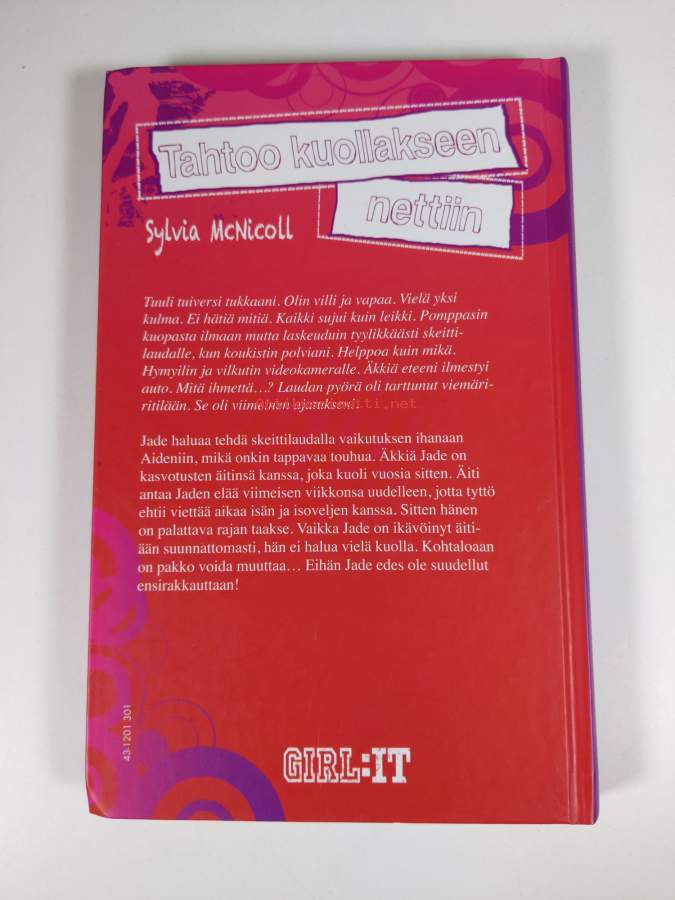 Tahtoo kuollakseen
nettiin
Sylvia McNicoll
Tuuli tuiversi tukkaani. Olin villi ja vapaa. Vielä yksi
kulma. Ei hätiä mitiä. Kaikki sujui kuin leikki. Pomppasin
kuopasta ilmaan mutta laskeuduin tyylikkäästi skeitti-
laudalle, kun koukistin polviani. Helppoa kuin mikä.
Hymyilin ja vilkutin videokameralle. Äkkiä eteeni ilmestyi
auto. Mitä ihmettä...? Laudan pyörä oli tarttunut viemäri-
ritilään. Se oli viimeinen ajatukseni.
Jade haluaa tehdä skeittilaudalla vaikutuksen ihanaan
Aideniin, mikä onkin tappavaa touhua. Äkkiä Jade on
kasvotusten äitinsä kanssa, joka kuoli vuosia sitten. Äiti
antaa Jaden elää viimeisen viikkonsa uudelleen, jotta tyttö
ehtii viettää aikaa isän ja isoveljen kanssa. Sitten hänen
on palattava rajan taakse. Vaikka Jade on ikävöinyt äiti-
ään suunnattomasti, hän ei halua vielä kuolla. Kohtaloaan
on pakko voida muuttaa... Eihän Jade edes ole suudellut
ensirakkauttaan!
43-1201 301
GIRL:IT